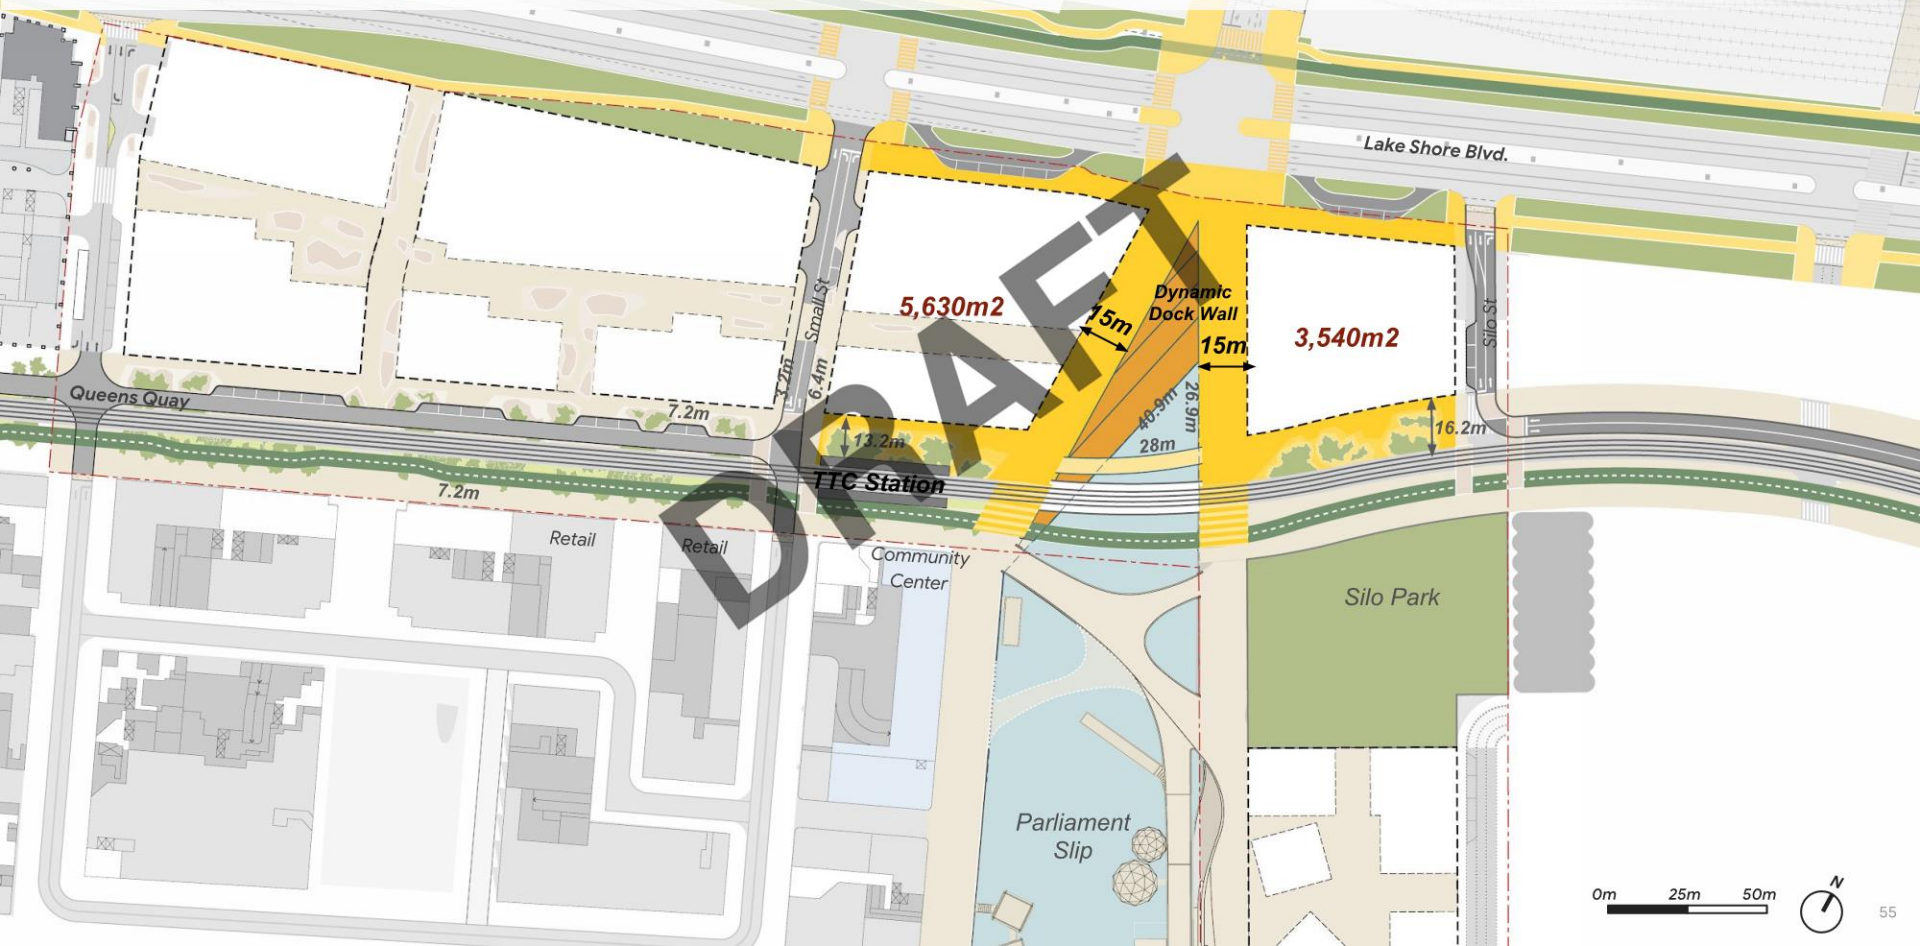 Lake Shore Blvd.
Dynamic
Dock Wall
5,630m2
15m
15m
3,540m2
Small St
Silo St
3.2m
6.4m
Queens Quay
7.2m
40.9m
26.9m
28m
13.2m
16.2m
TTC Station
7.2m
DRAFT
Retail
Retail
Community
Center
Silo Park
Parliament
Slip
0m 25m 50m
N
55